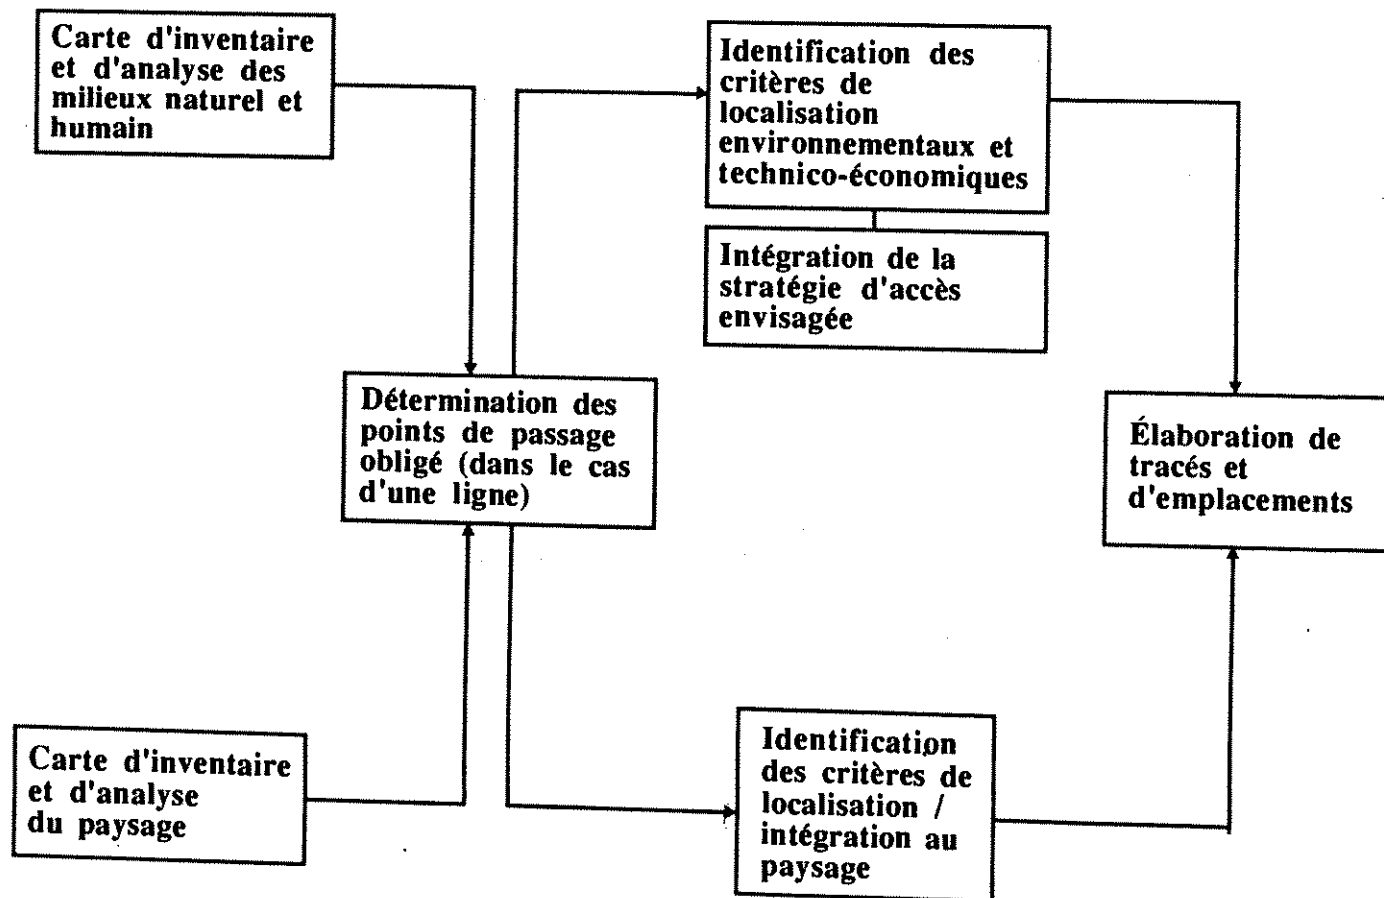 Carte d'inventaire
et d'analyse des
milieux naturel et
humain
Identification des
critères de
localisation
environnementaux et
technico-économiques
Intégration de la
stratégie d'accès
envisagée
Détermination des
points de passage
obligé (dans le cas
d'une ligne)
Élaboration de
tracés et
d'emplacements
Carte d'inventaire
et d'analyse
du paysage
Identification
des critères de
localisation /
intégration au
paysage